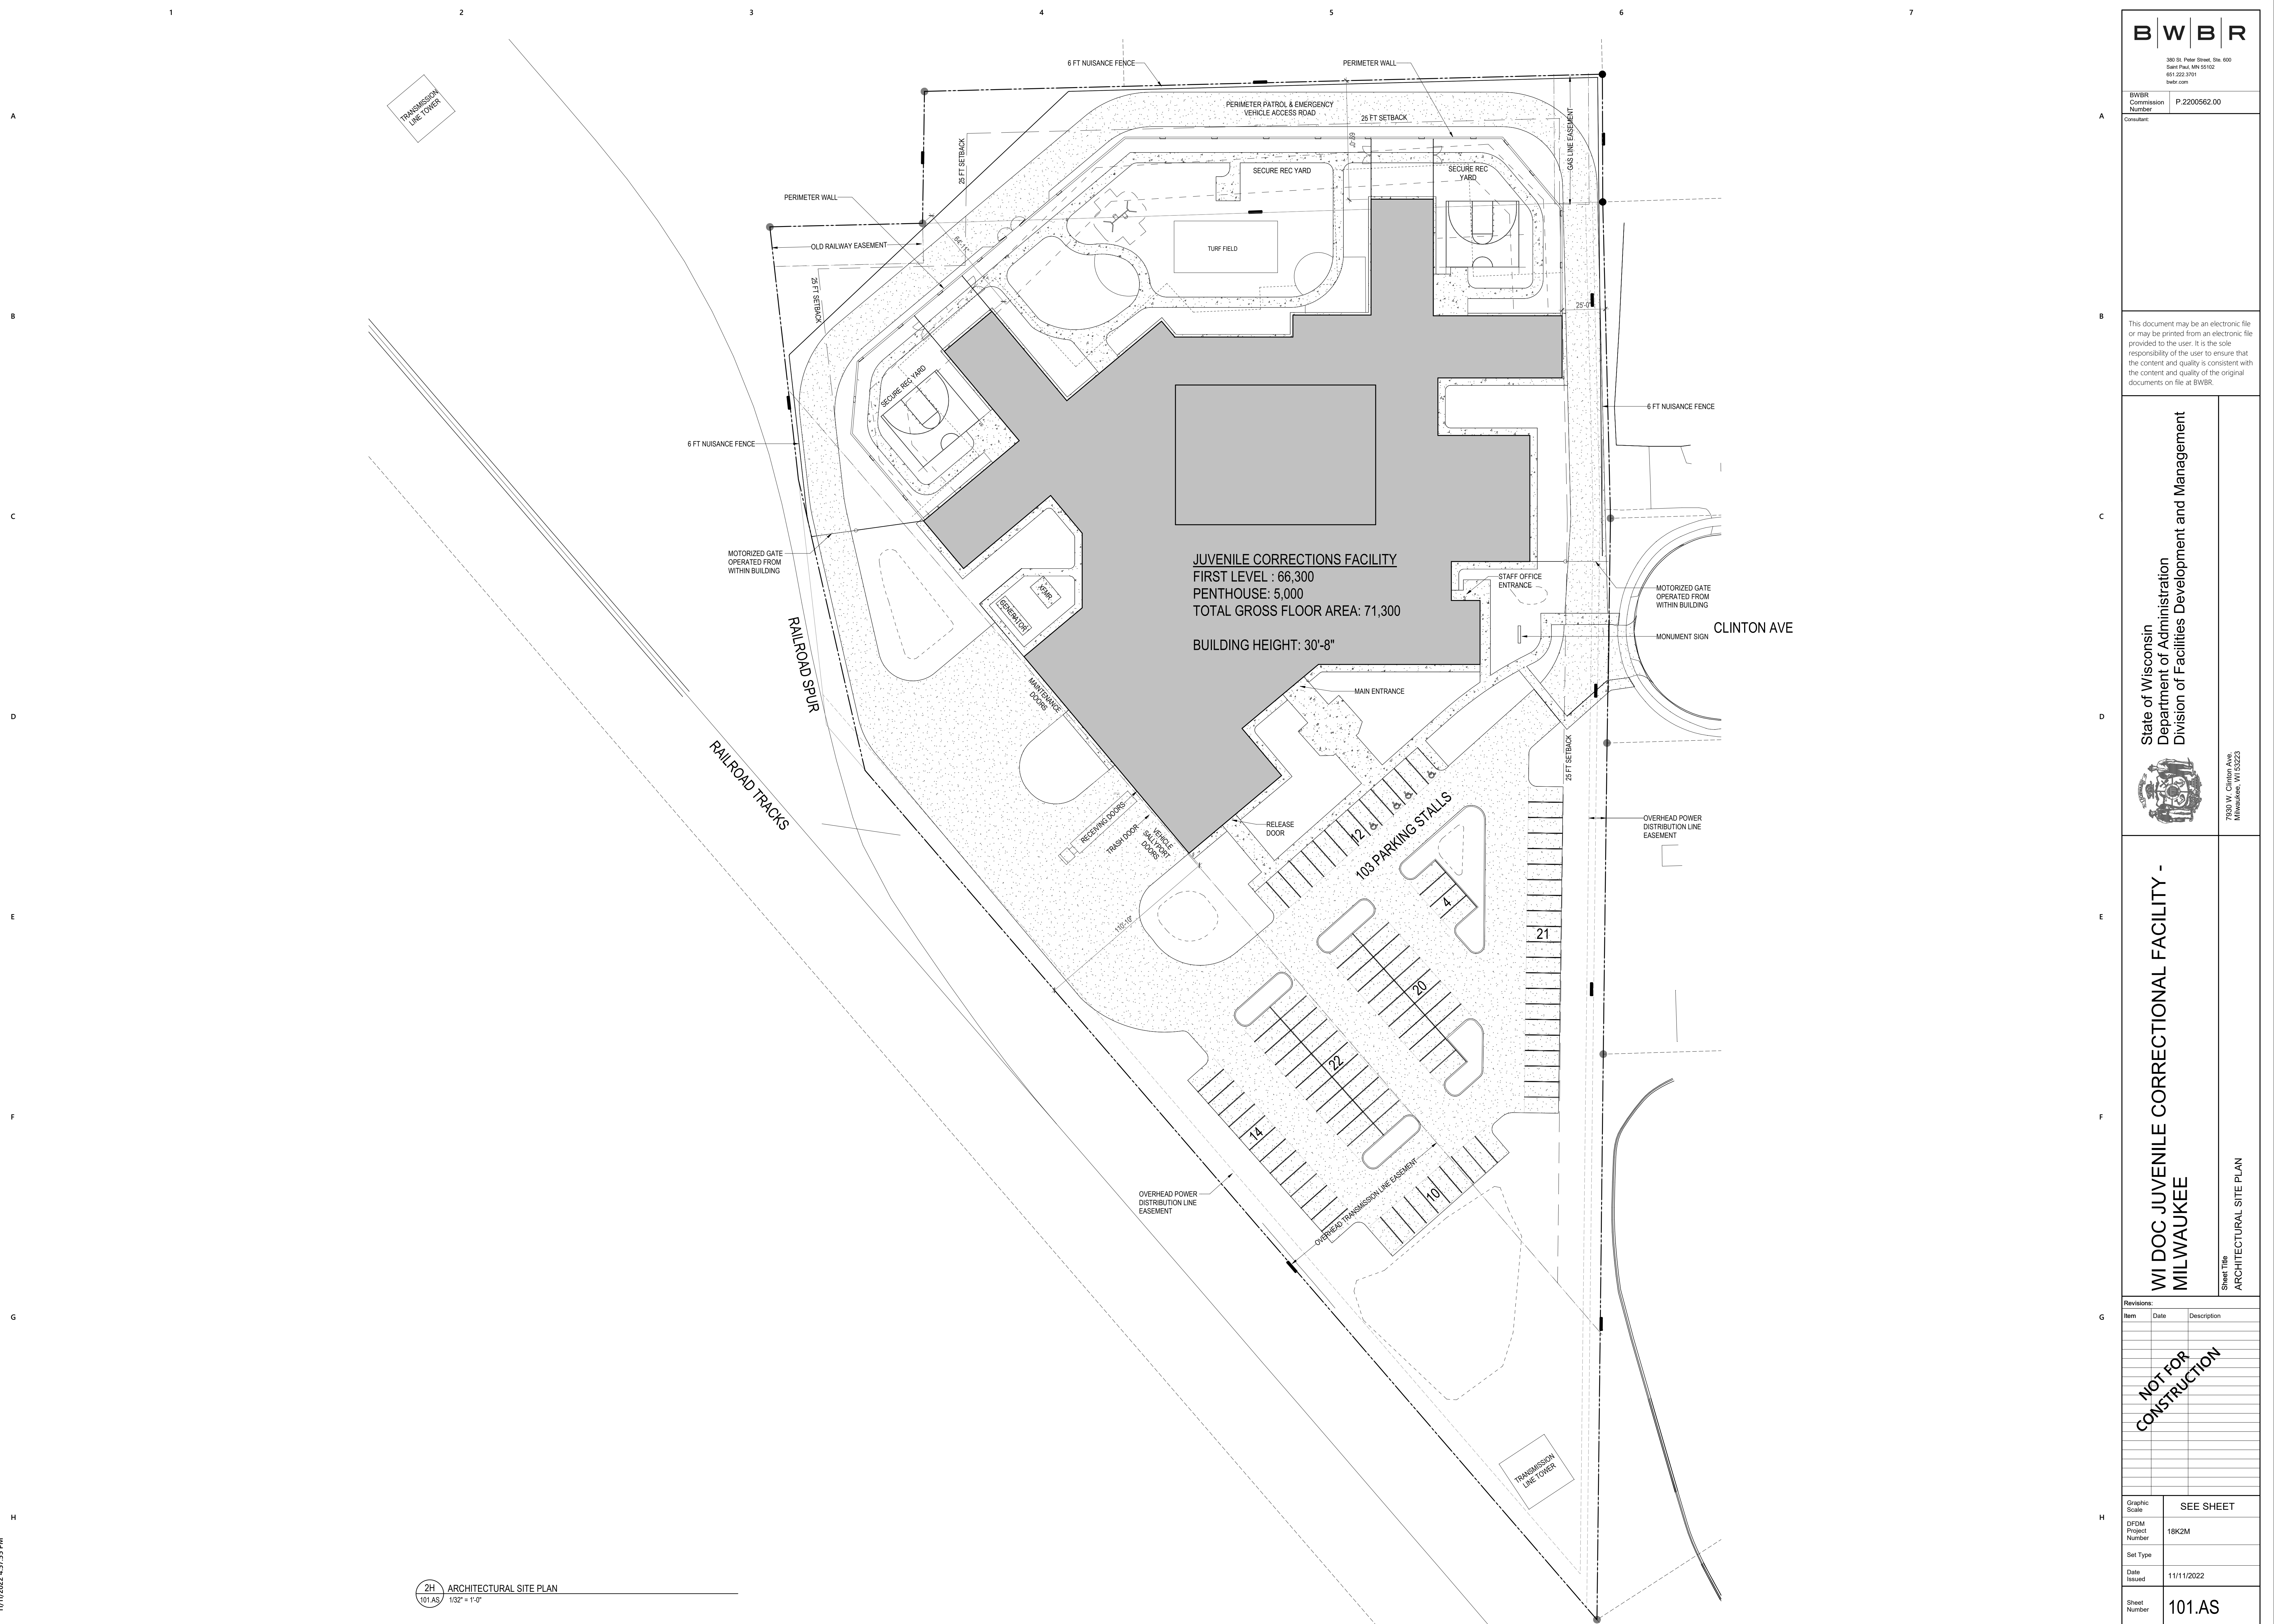 1 2 3 4 5 6 7
A
B
C
D
E
F
G
H
A
B
C
D
E
F
G
H
TRANSMISSION
LINE TOWER
6 FT NUISANCE FENCE
PERIMETER WALL
PERIMETER PATROL & EMERGENCY
VEHICLE ACCESS ROAD
25 FT SETBACK
25 FT SETBACK
GAS LINE EASEMENT
SECURE REC YARD
SECURE REC
YARD
PERIMETER WALL
OLD RAILWAY EASEMENT
TURF FIELD
25 FT SETBACK
25'-0"
SECURE REC YARD
6 FT NUISANCE FENCE
6 FT NUISANCE FENCE
MOTORIZED GATE
OPERATED FROM
WITHIN BUILDING
JUVENILE CORRECTIONS FACILITY
FIRST LEVEL : 66,300
PENTHOUSE: 5,000
TOTAL GROSS FLOOR AREA: 71,300
BUILDING HEIGHT: 30'-8"
STAFF OFFICE
ENTRANCE
MOTORIZED GATE
OPERATED FROM
WITHIN BUILDING
MONUMENT SIGN
CLINTON AVE
XFMR
GENERATOR
RAILROAD SPUR
RAILROAD TRACKS
MAINTENANCE
DOORS
MAIN ENTRANCE
25 FT SETBACK
RECEIVING DOORS
TRASH DOOR
VEHICLE
SALLYPORT
DOORS
RELEASE
DOOR
12
103 PARKING STALLS
OVERHEAD POWER
DISTRIBUTION LINE
EASEMENT
4
21
110'-10"
20
22
14
10
OVERHEAD TRANSMISSION LINE EASEMENT
OVERHEAD POWER
DISTRIBUTION LINE
EASEMENT
TRANSMISSION
LINE TOWER
2H
101.AS
ARCHITECTURAL SITE PLAN
1/32" = 1'-0"
BWBR
380 St. Peter Street, Ste. 600
Saint Paul, MN 55102
651.222.3701
bwbr.com
BWBR
Commission
Number
P.2200562.00
Consultant:
This document may be an electronic file
or may be printed from an electronic file
provided to the user. It is the sole
responsibility of the user to ensure that
the content and quality is consistent with
the content and quality of the original
documents on file at BWBR.
State of Wisconsin
Department of Administration
Division of Facilities Development and Management
7930 W. Clinton Ave.
Milwaukee, WI 53223
WI DOC JUVENILE CORRECTIONAL FACILITY -
MILWAUKEE
Sheet Title
ARCHITECTURAL SITE PLAN
Revisions:
Item Date Description
NOT FOR
CONSTRUCTION
Graphic
Scale
SEE SHEET
DFDM
Project
Number
18K2M
Set Type
Date
Issued
11/11/2022
Sheet
Number
101.AS